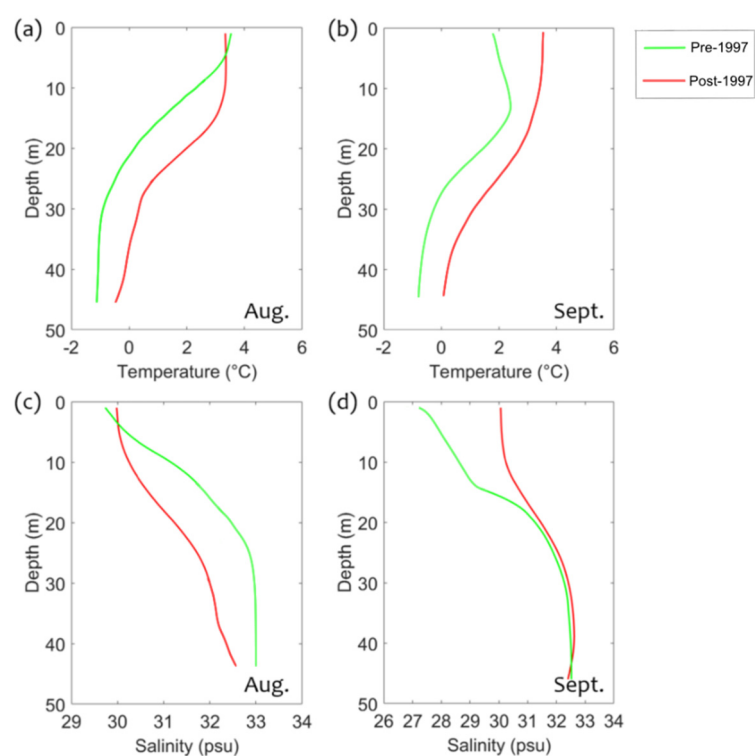 (a)
0
10
20
30
40
50
Depth (m)
-2
0
2
4
6
Temperature (°C)
Aug.
(b)
0
10
20
30
40
50
Depth (m)
-2
0
2
4
6
Temperature (°C)
Sept.
Pre-1997
Post-1997
(c)
0
10
20
30
40
50
Depth (m)
29
30
31
32
33
34
Salinity (psu)
Aug.
(d)
0
10
20
30
40
50
Depth (m)
26
27
28
29
30
31
32
33
34
Salinity (psu)
Sept.